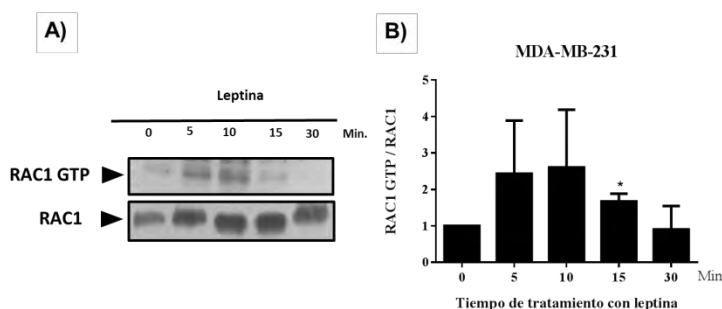 A)
Leptina
0 5 10 15 30 Min.
RAC1 GTP
RAC1
B)
MDA-MB-231
RAC1 GTP / RAC1
5
4
3
2
1
0
*
0 5 10 15 30 Min
Tiempo de tratamiento con leptina